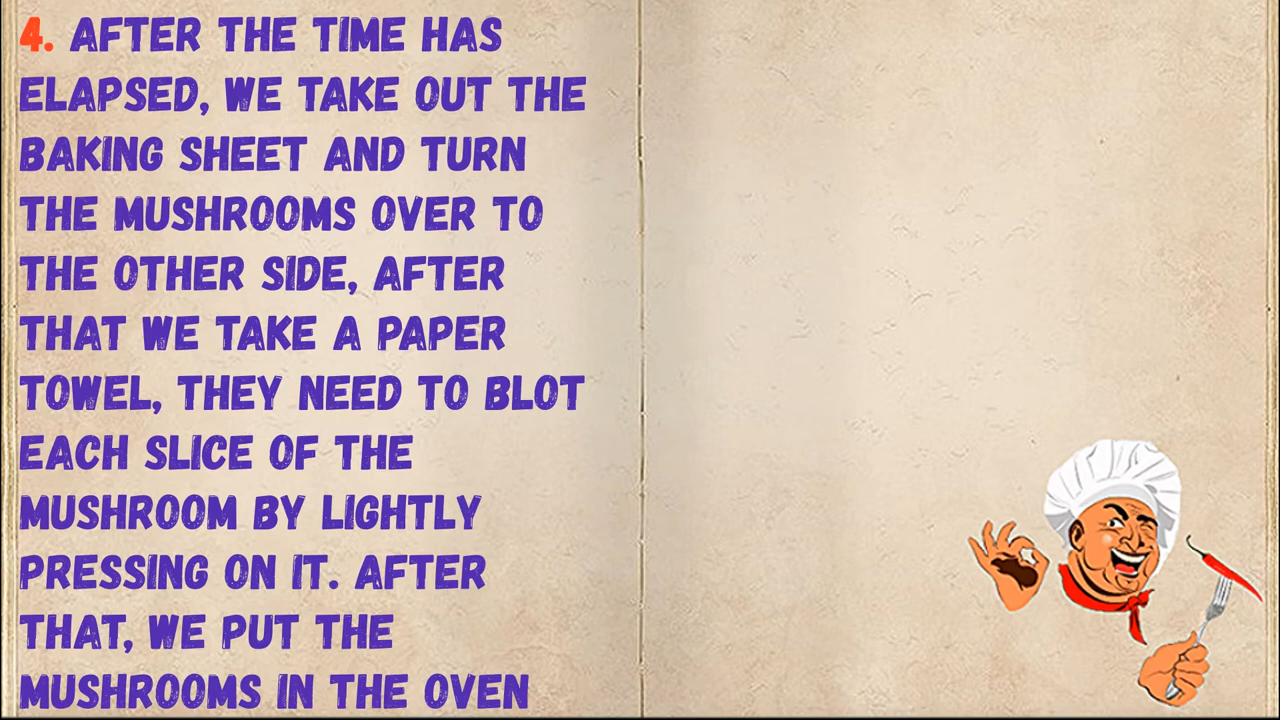 4. AFTER THE TIME HAS
ELAPSED, WE TAKE OUT THE
BAKING SHEET AND TURN
THE MUSHROOMS OVER TO
THE OTHER SIDE, AFTER
THAT WE TAKE A PAPER
TOWEL, THEY NEED TO BLOT
EACH SLICE OF THE
MUSHROOM BY LIGHTLY
PRESSING ON IT. AFTER
THAT, WE PUT THE
MUSHROOMS IN THE OVEN